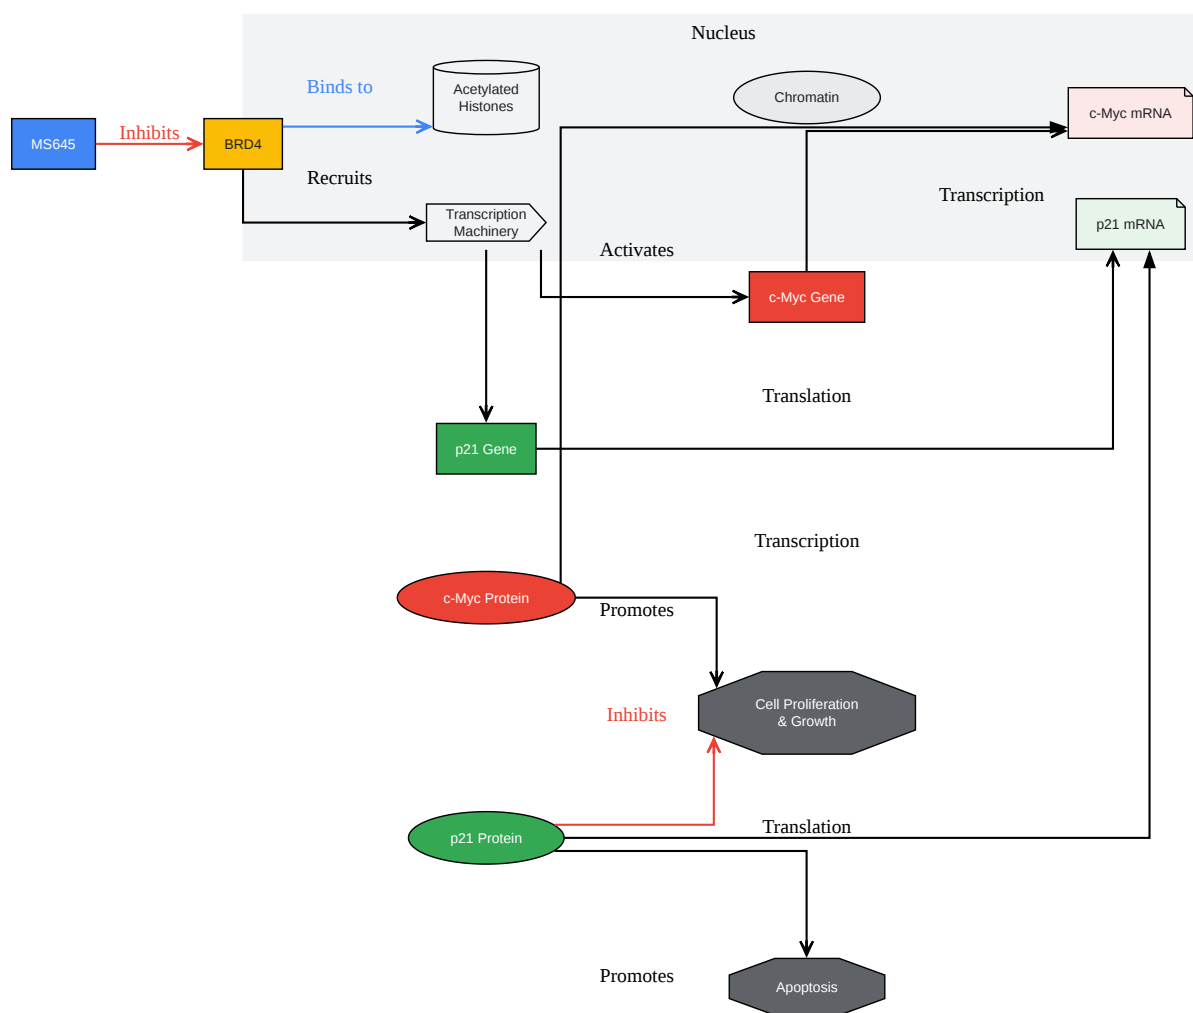 Nucleus
Binds to
Acetylated
Histones
Chromatin
c-Myc mRNA
MS645
Inhibits
BRD4
Recruits
Transcription
Machinery
Transcription
p21 mRNA
Activates
c-Myc Gene
Translation
p21 Gene
Transcription
c-Myc Protein
Promotes
Cell Proliferation
& Growth
Inhibits
p21 Protein
Translation
Promotes
Apoptosis